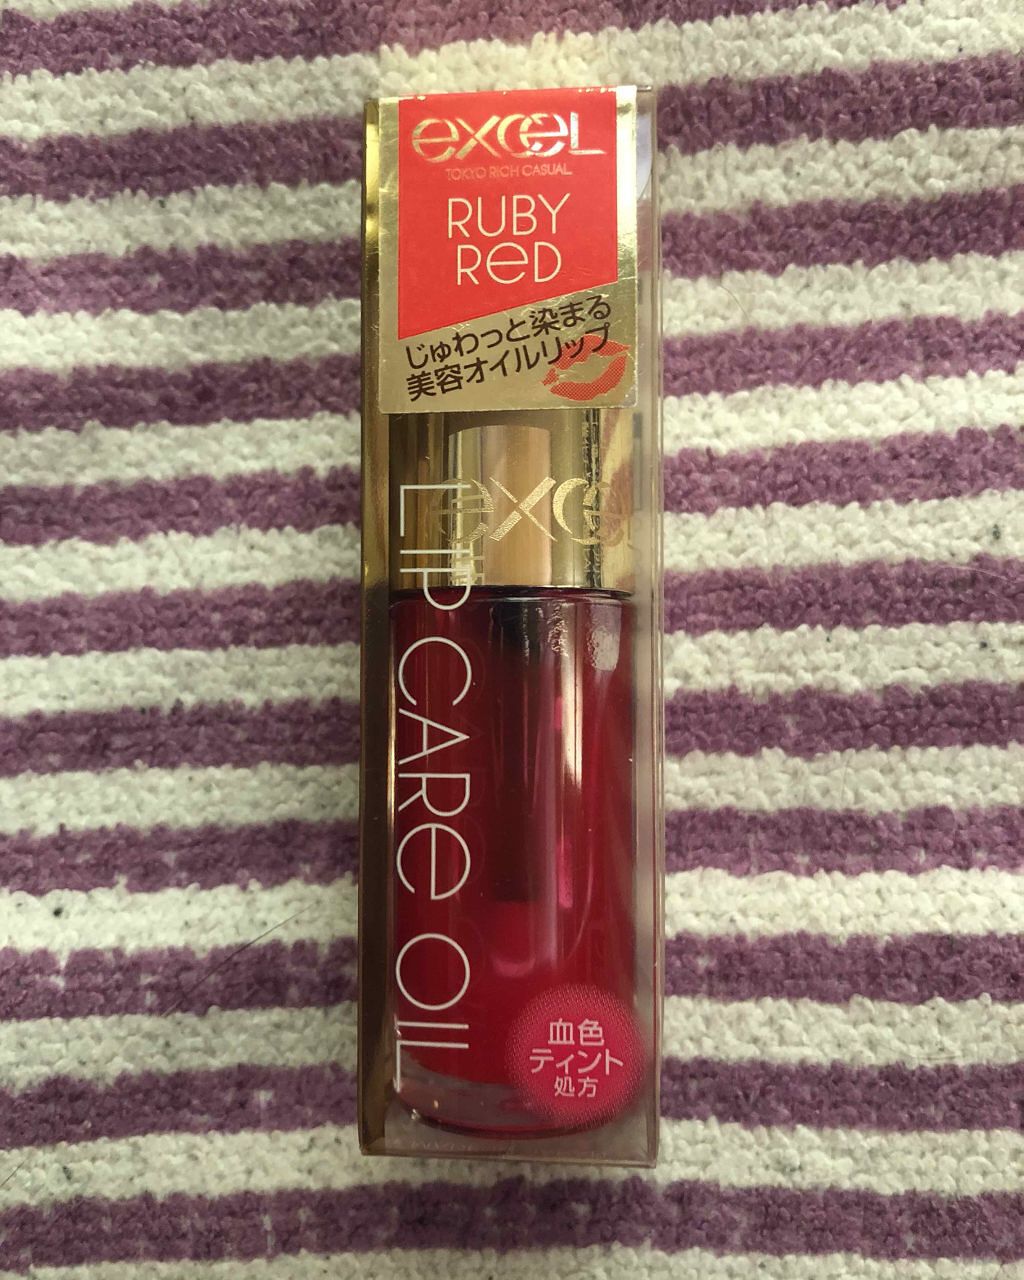 excel
TOKYO RICH CASUAL
RUBY
ReD
じゅわっと染まる
美容オイルリップ
exce
LIP CARe OIL
血色
ティント
処方